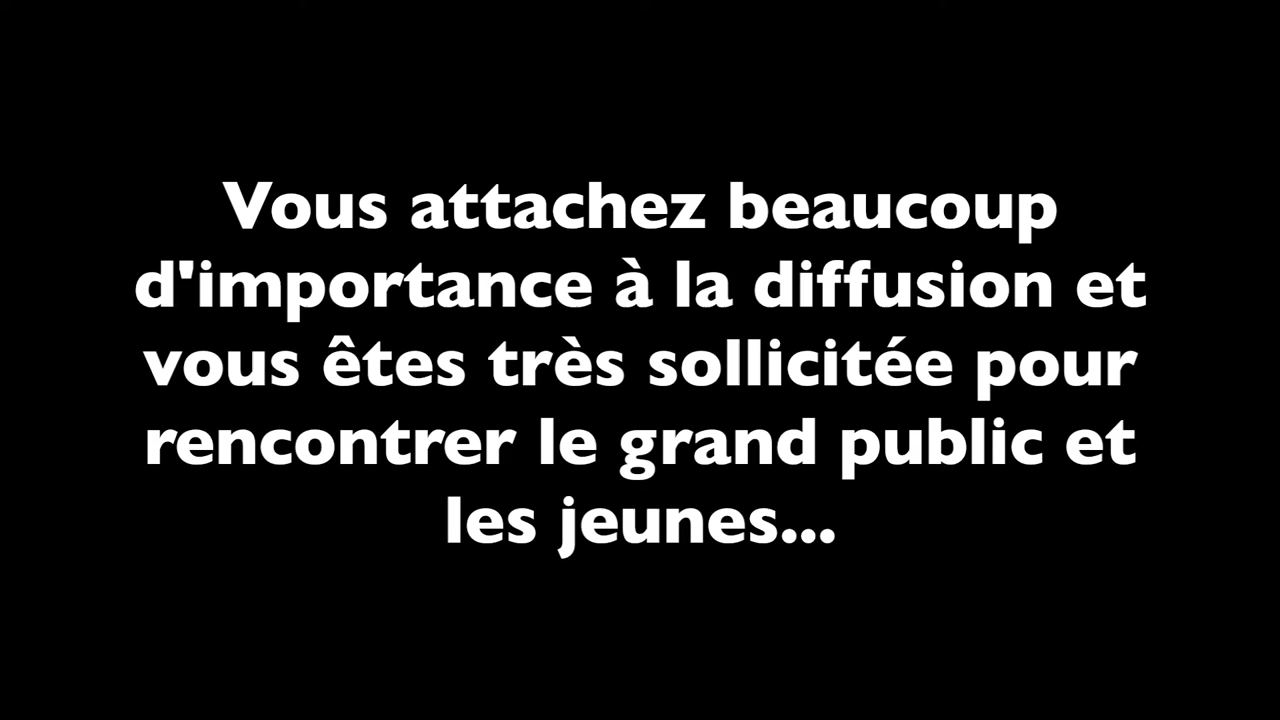 Vous attachez beaucoup
d'importance à la diffusion et
vous êtes très sollicitée pour
rencontrer le grand public et
les jeunes...